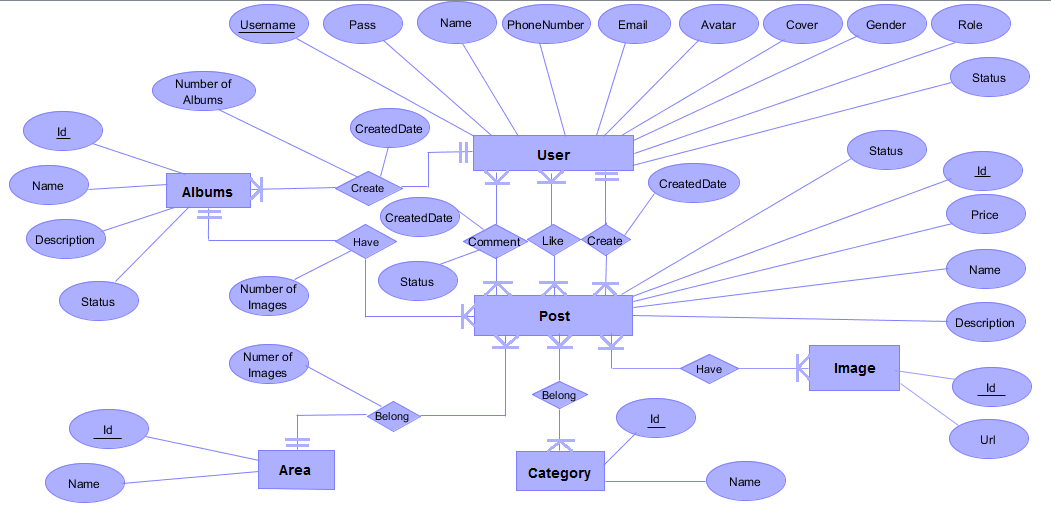 Username
Pass
Name
PhoneNumber
Email
Avatar
Cover
Gender
Role
Status
Number of
Albums
CreatedDate
Id
Name
Description
Status
Albums
Create
User
Status
Id
Price
Name
Description
CreatedDate
CreatedDate
Have
Comment
Like
Create
Status
Number of
Images
Post
Numer of
Images
Have
Image
Id
Url
Belong
Belong
Id
Name
Area
Category
Id
Name